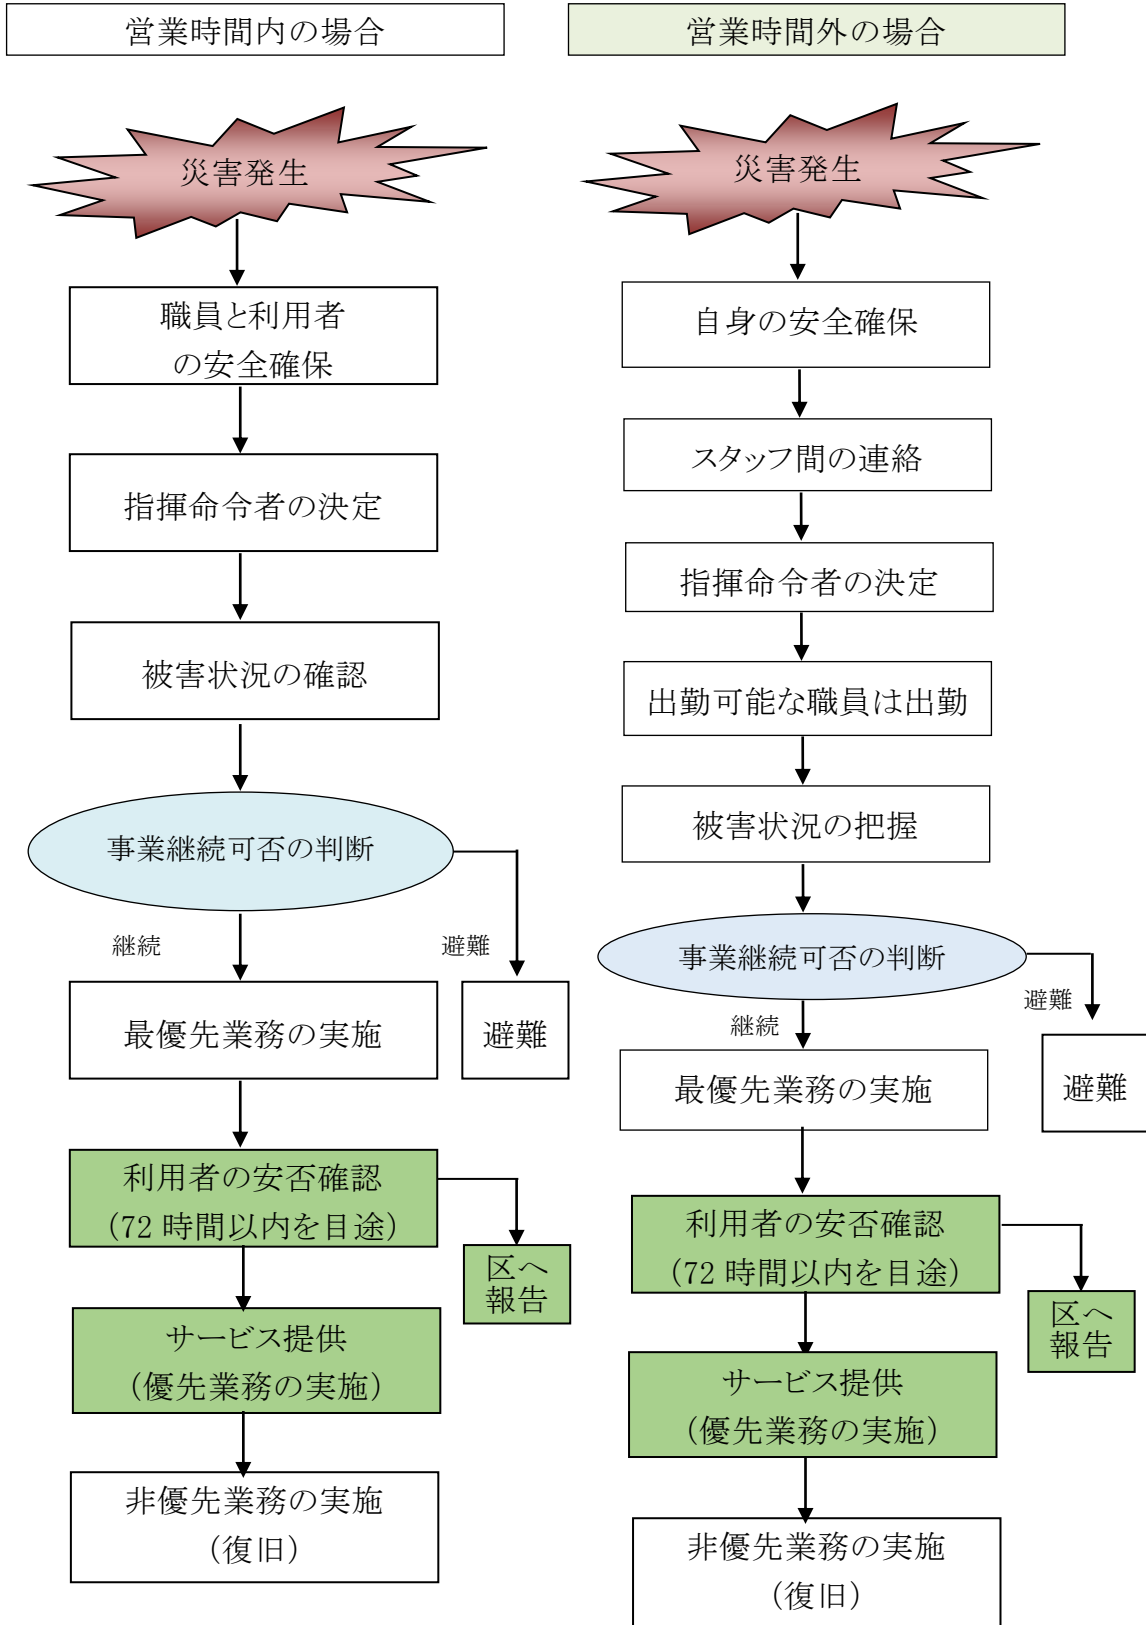 営業時間内の場合
災害発生
職員と利用者
の安全確保
指揮命令者の決定
被害状況の確認
事業継続可否の判断
継続
避難
最優先業務の実施
避難
利用者の安否確認
（72 時間以内を目途）
区へ
報告
サービス提供
（優先業務の実施）
非優先業務の実施
（復旧）
営業時間外の場合
災害発生
自身の安全確保
スタッフ間の連絡
指揮命令者の決定
出勤可能な職員は出勤
被害状況の把握
事業継続可否の判断
避難
継続
最優先業務の実施
避難
利用者の安否確認
（72 時間以内を目途）
区へ
報告
サービス提供
（優先業務の実施）
非優先業務の実施
（復旧）